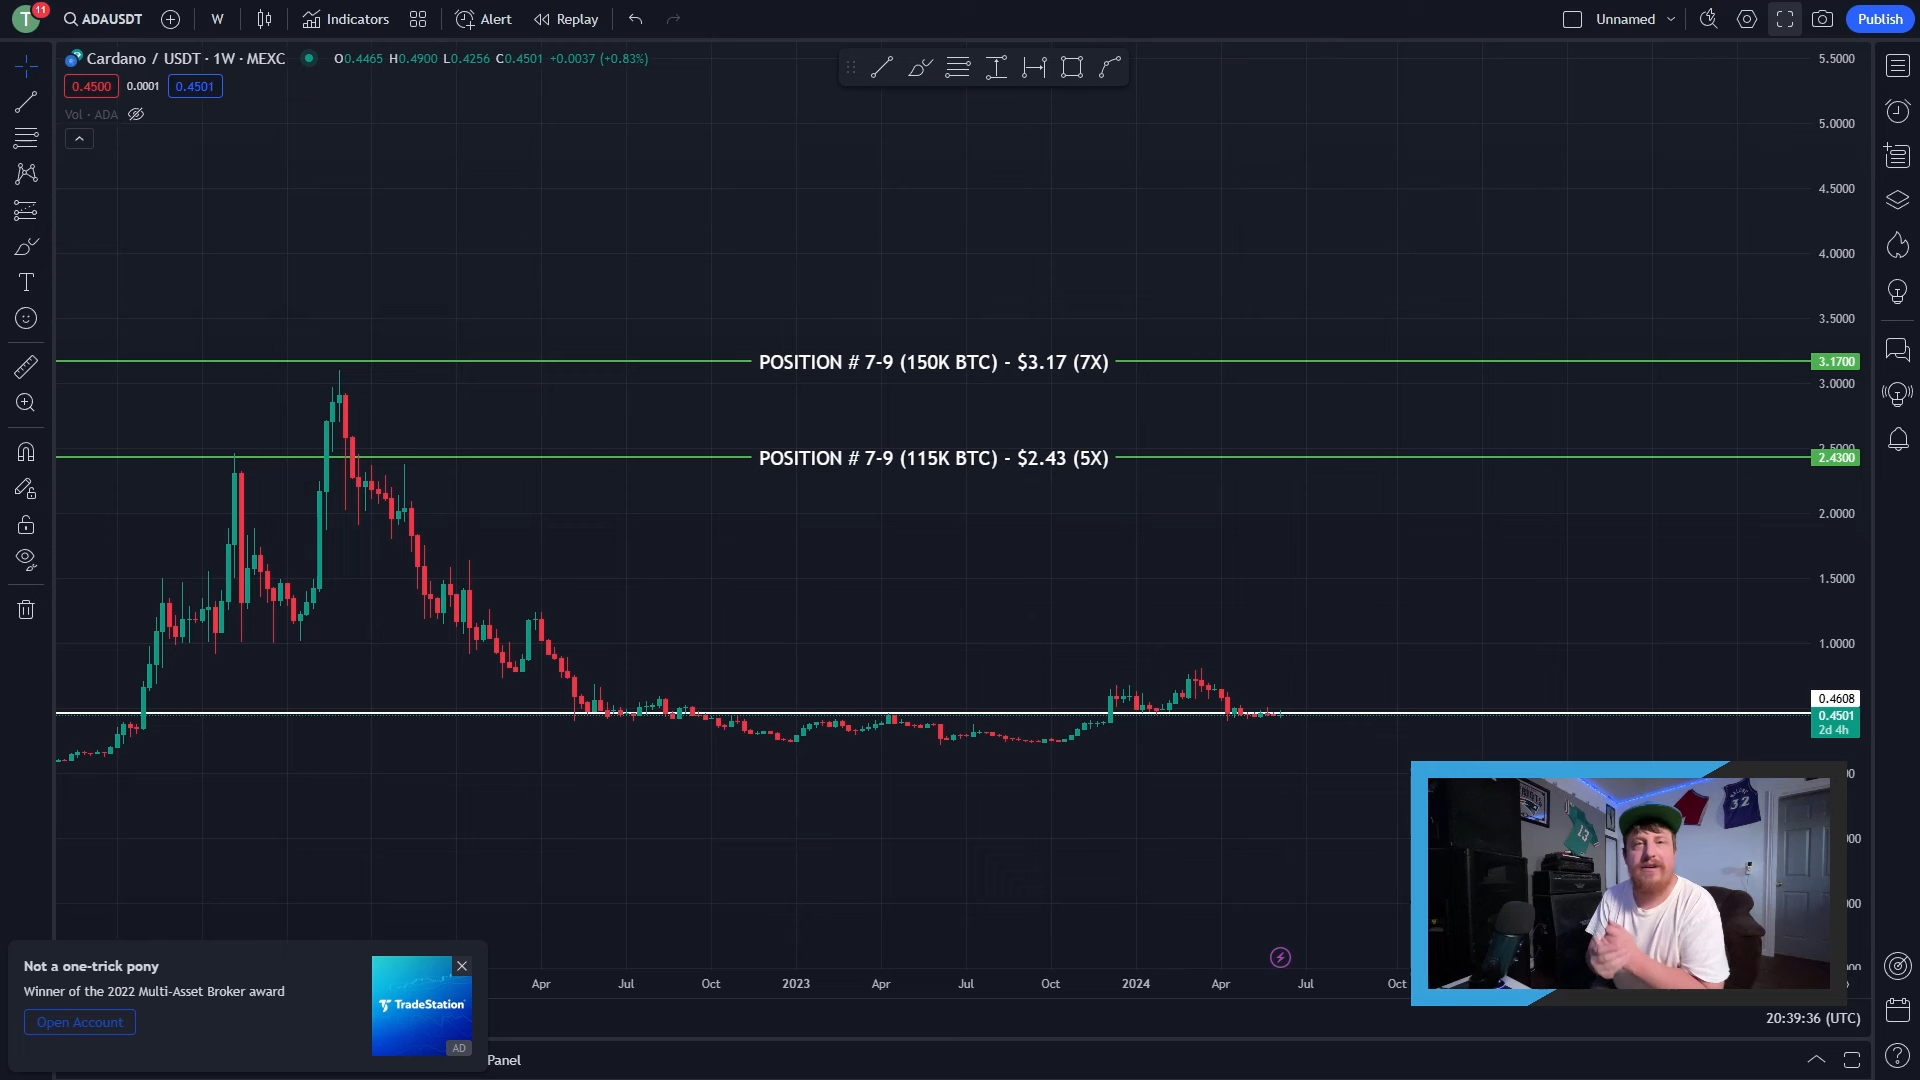 T
11
ADAUSDT
W
Indicators
Alert
Replay
Unnamed
Publish
Cardano / USDT · 1W · MEXC
O0.4465 H0.4900 L0.4256 C0.4501 +0.0037 (+0.83%)
0.4500
0.0001
0.4501
Vol · ADA
5.5000
5.0000
4.5000
4.0000
3.5000
POSITION # 7-9 (150K BTC) - $3.17 (7X)
3.1700
3.0000
2.5000
POSITION # 7-9 (115K BTC) - $2.43 (5X)
2.4300
2.0000
1.5000
1.0000
0.4608
0.4501
2d 4h
32
13
Not a one-trick pony
Winner of the 2022 Multi-Asset Broker award
Open Account
TradeStation
AD
Apr
Jul
Oct
2023
Apr
Jul
Oct
2024
Apr
Jul
Oct
20:39:36 (UTC)
Panel